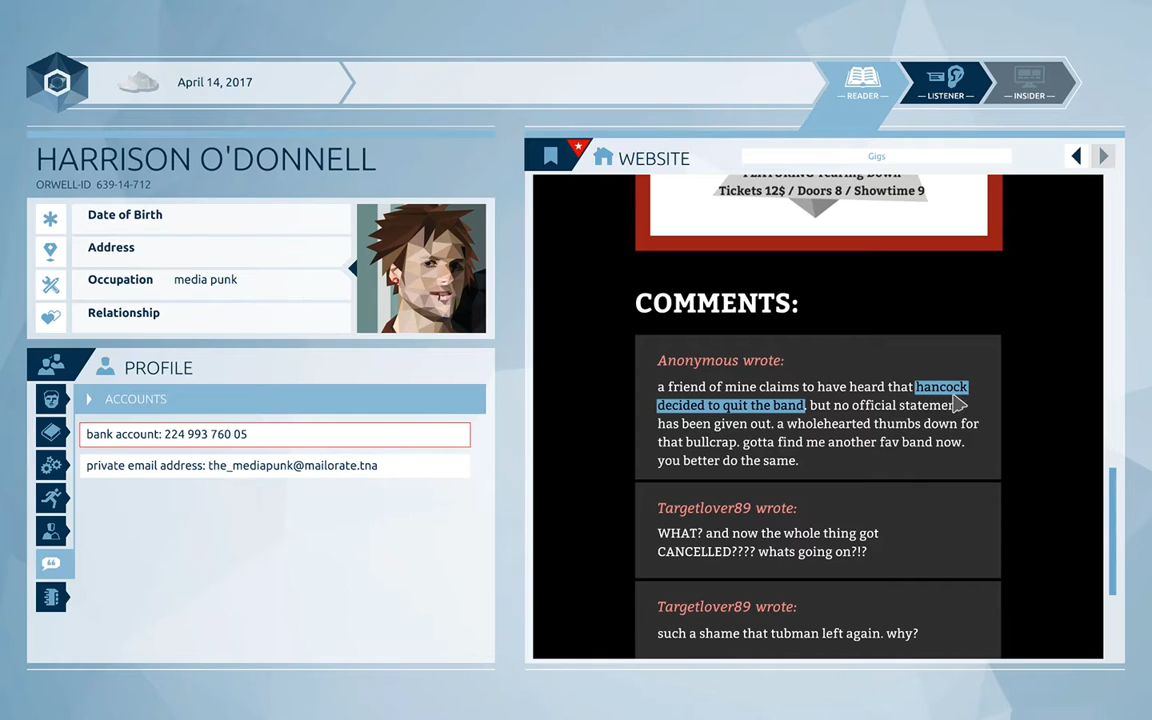 April 14, 2017
— READER —
— LISTENER —
— INSIDER —
HARRISON O'DONNELL
ORWELL-ID 639-14-712
Date of Birth
Address
Occupation media punk
Relationship
PROFILE
ACCOUNTS
bank account: 224 993 760 05
private email address: the_mediapunk@mailorate.tna
WEBSITE
Gigs
FEATURING Tearing Down
Tickets 12$ / Doors 8 / Showtime 9
COMMENTS:
Anonymous wrote:
a friend of mine claims to have heard that hancock
decided to quit the band. but no official statement
has been given out. a wholehearted thumbs down for
that bullcrap. gotta find me another fav band now.
you better do the same.
Targetlover89 wrote:
WHAT? and now the whole thing got
CANCELLED???? whats going on?!?
Targetlover89 wrote:
such a shame that tubman left again. why?